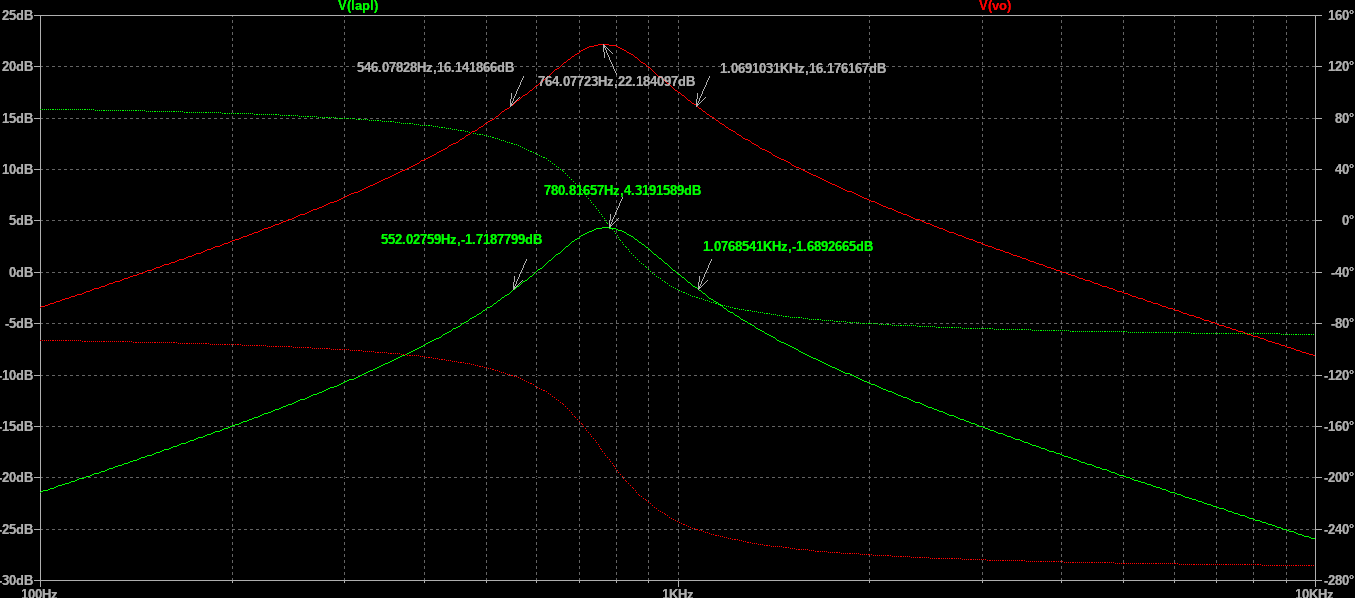 V(lapl) V(vo)
25dB 160°
546.07828Hz,16.141866dB 1.0691031KHz,16.176167dB
20dB 764.07723Hz,22.184097dB 120°
15dB 80°
10dB 40°
780.81657Hz,4.3191589dB
5dB 0°
552.02759Hz,-1.7187799dB 1.0768541KHz,-1.6892665dB
0dB -40°
-5dB -80°
-10dB -120°
-15dB -160°
-20dB -200°
-25dB -240°
-30dB -280°
100Hz 1KHz 10KHz